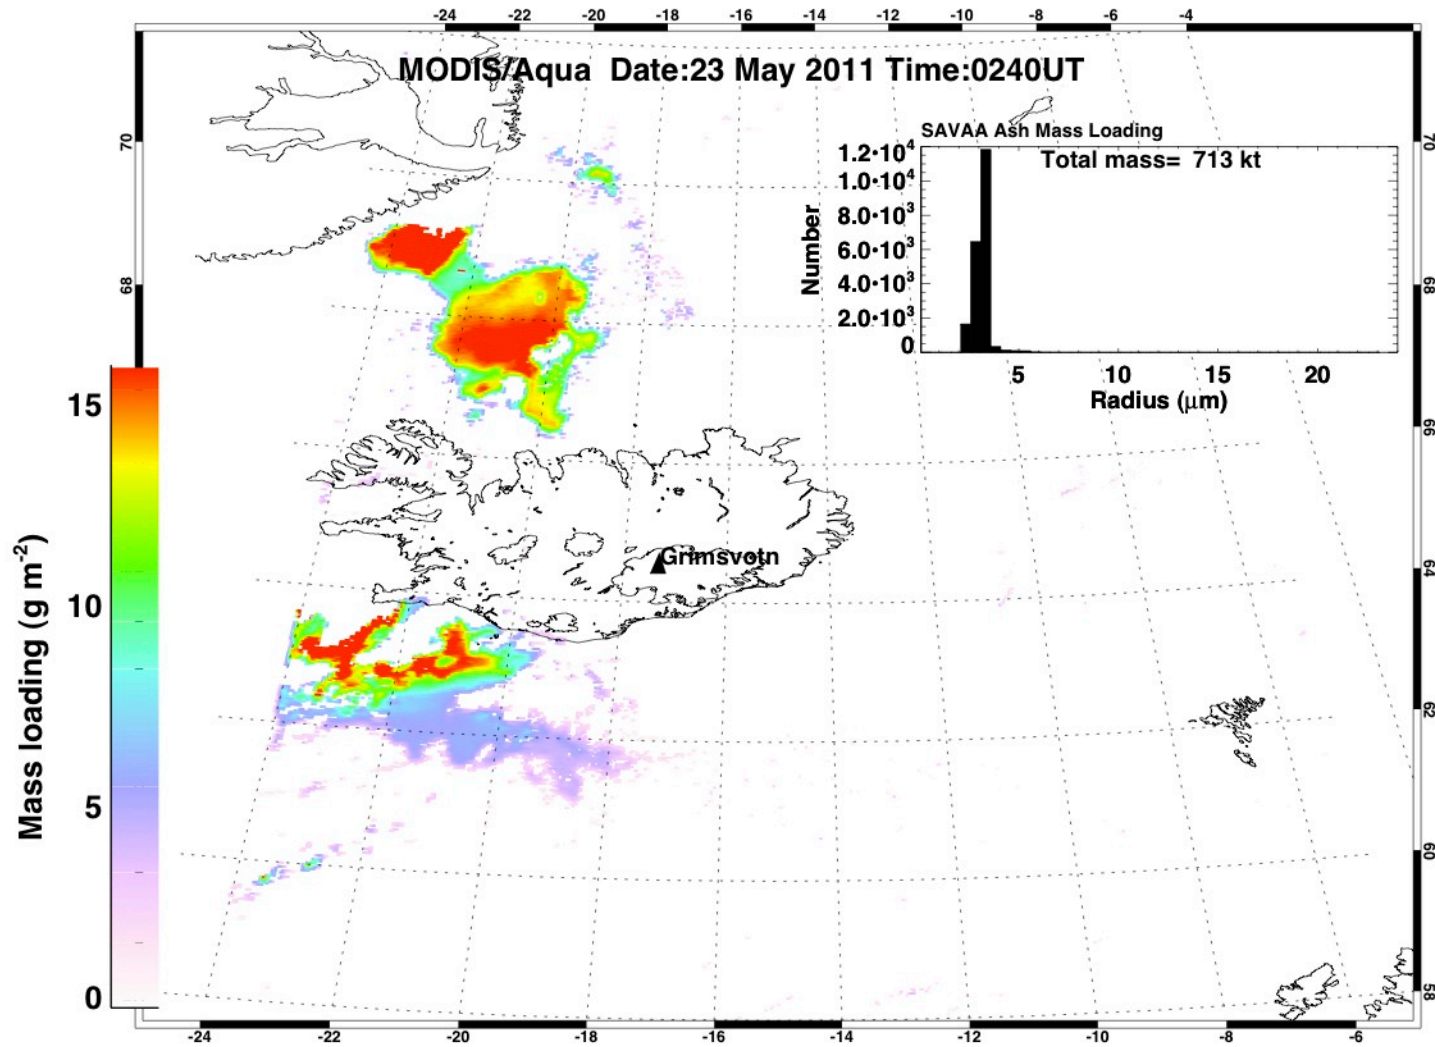 -24 -22 -20 -18 -16 -14 -12 -10 -8 -6 -4
MODIS/Aqua Date:23 May 2011 Time:0240UT
SAVAA Ash Mass Loading
Total mass= 713 kt
1.2•10⁴
1.0•10⁴
8.0•10³
6.0•10³
4.0•10³
2.0•10³
0
Number
5 10 15 20
Radius (μm)
70 70
68 68
66
64
62
60
58
15
10
5
0
Mass loading (g m⁻²)
Grimsvotn
-24 -22 -20 -18 -16 -14 -12 -10 -8 -6